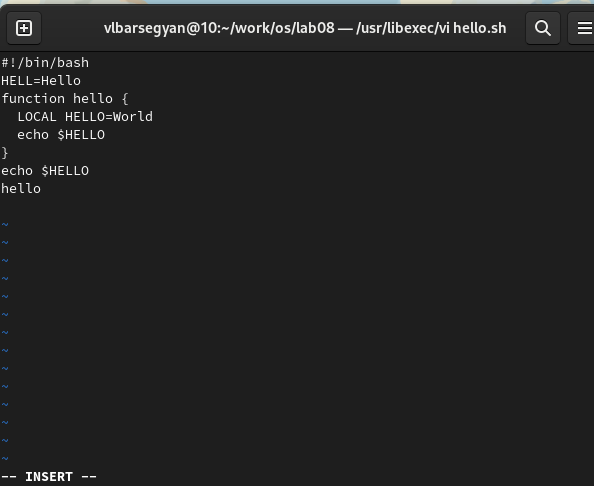 vlbarsegyan@10:~/work/os/lab08 — /usr/libexec/vi hello.sh
#!/bin/bash
HELL=Hello
function hello {
  LOCAL HELLO=World
  echo $HELLO
}
echo $HELLO
hello
~
~
~
~
~
~
~
~
~
~
~
~
~
~
-- INSERT --